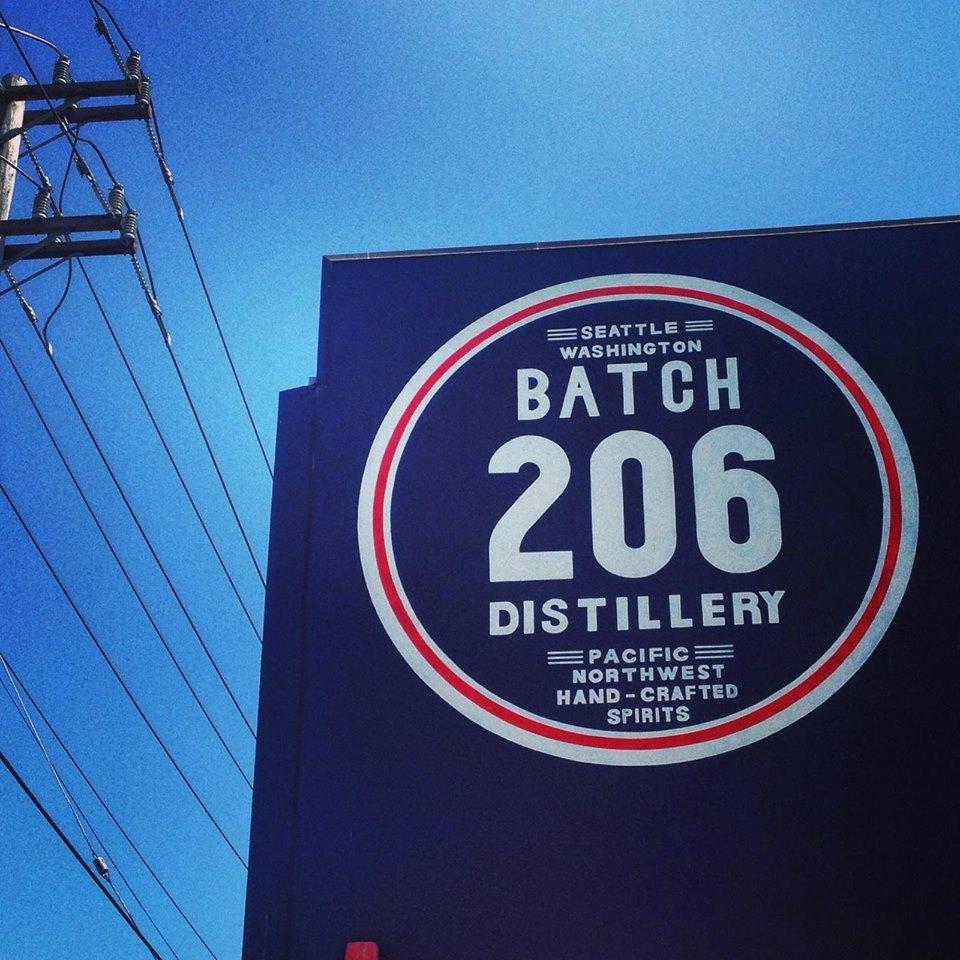 SEATTLE
WASHINGTON
BATCH
206
DISTILLERY
PACIFIC
NORTHWEST
HAND-CRAFTED
SPIRITS